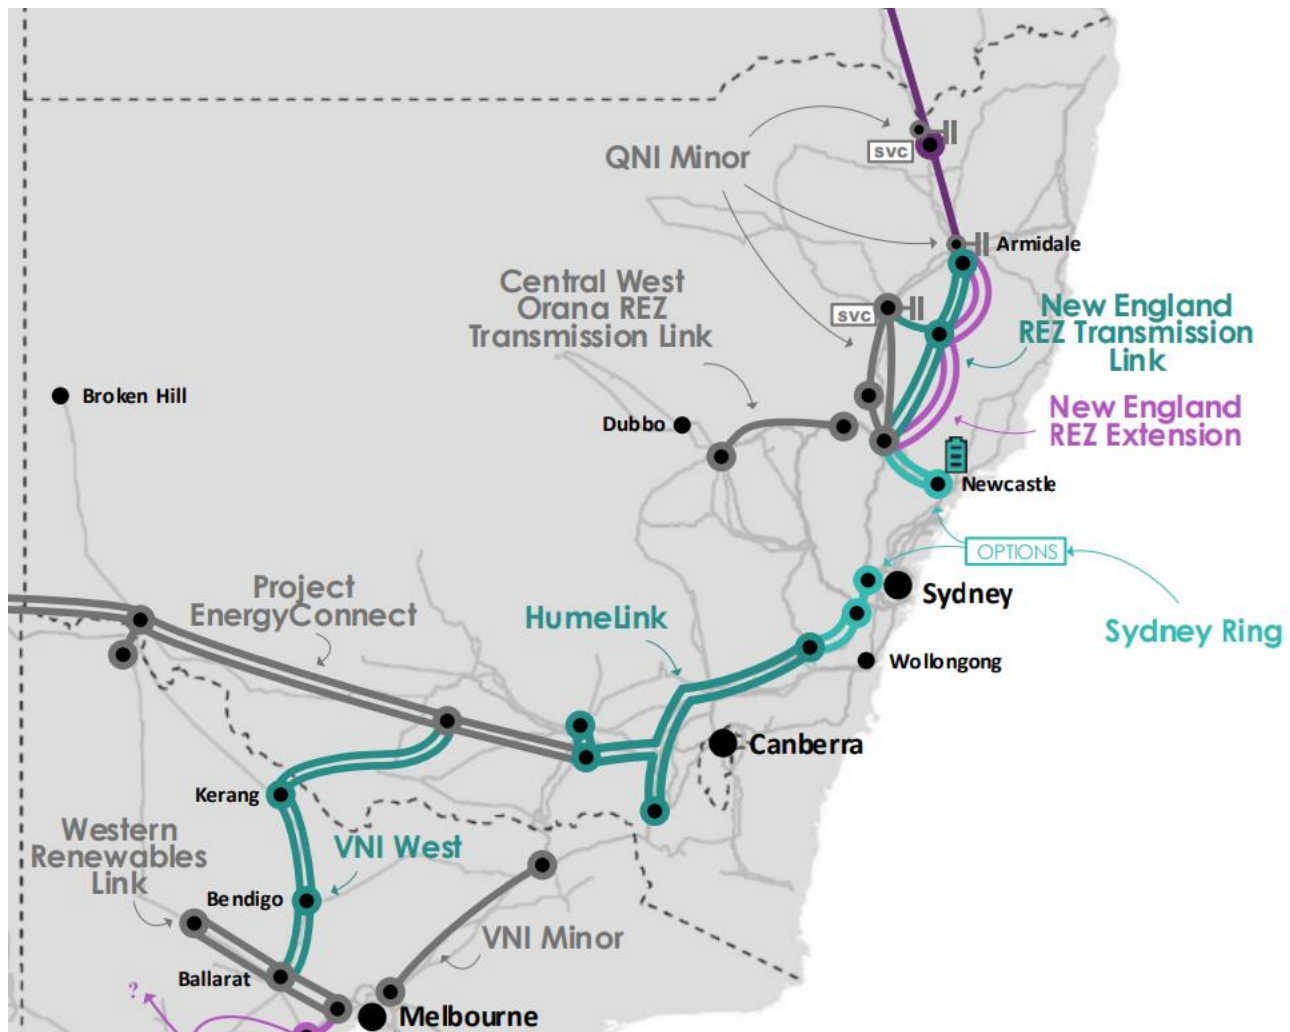 QNI Minor
svc
Armidale
Central West
Orana REZ
Transmission Link
svc
New England
REZ Transmission
Link
Broken Hill
New England
REZ Extension
Dubbo
Newcastle
OPTIONS
Project
EnergyConnect
HumeLink
Sydney
Sydney Ring
Wollongong
Canberra
Kerang
Western
Renewables
Link
VNI West
Bendigo
VNI Minor
Ballarat
?
Melbourne